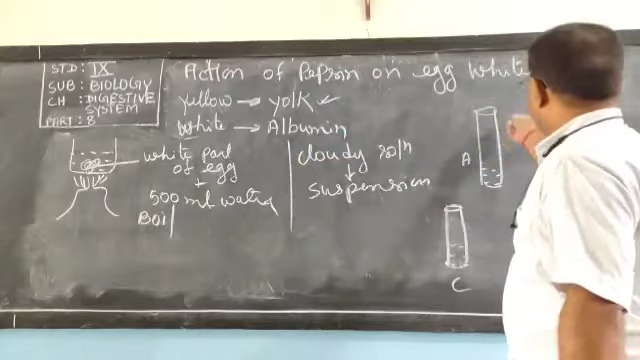 STD: IX
SUB: BIOLOGY
CH: DIGESTIVE
SYSTEM
PART: 8
Action of Pepsin on egg White
yellow → yolk
White → Albumin
white part
of egg
+
500 ml water
Boil
cloudy soln
↓
suspension
A
C